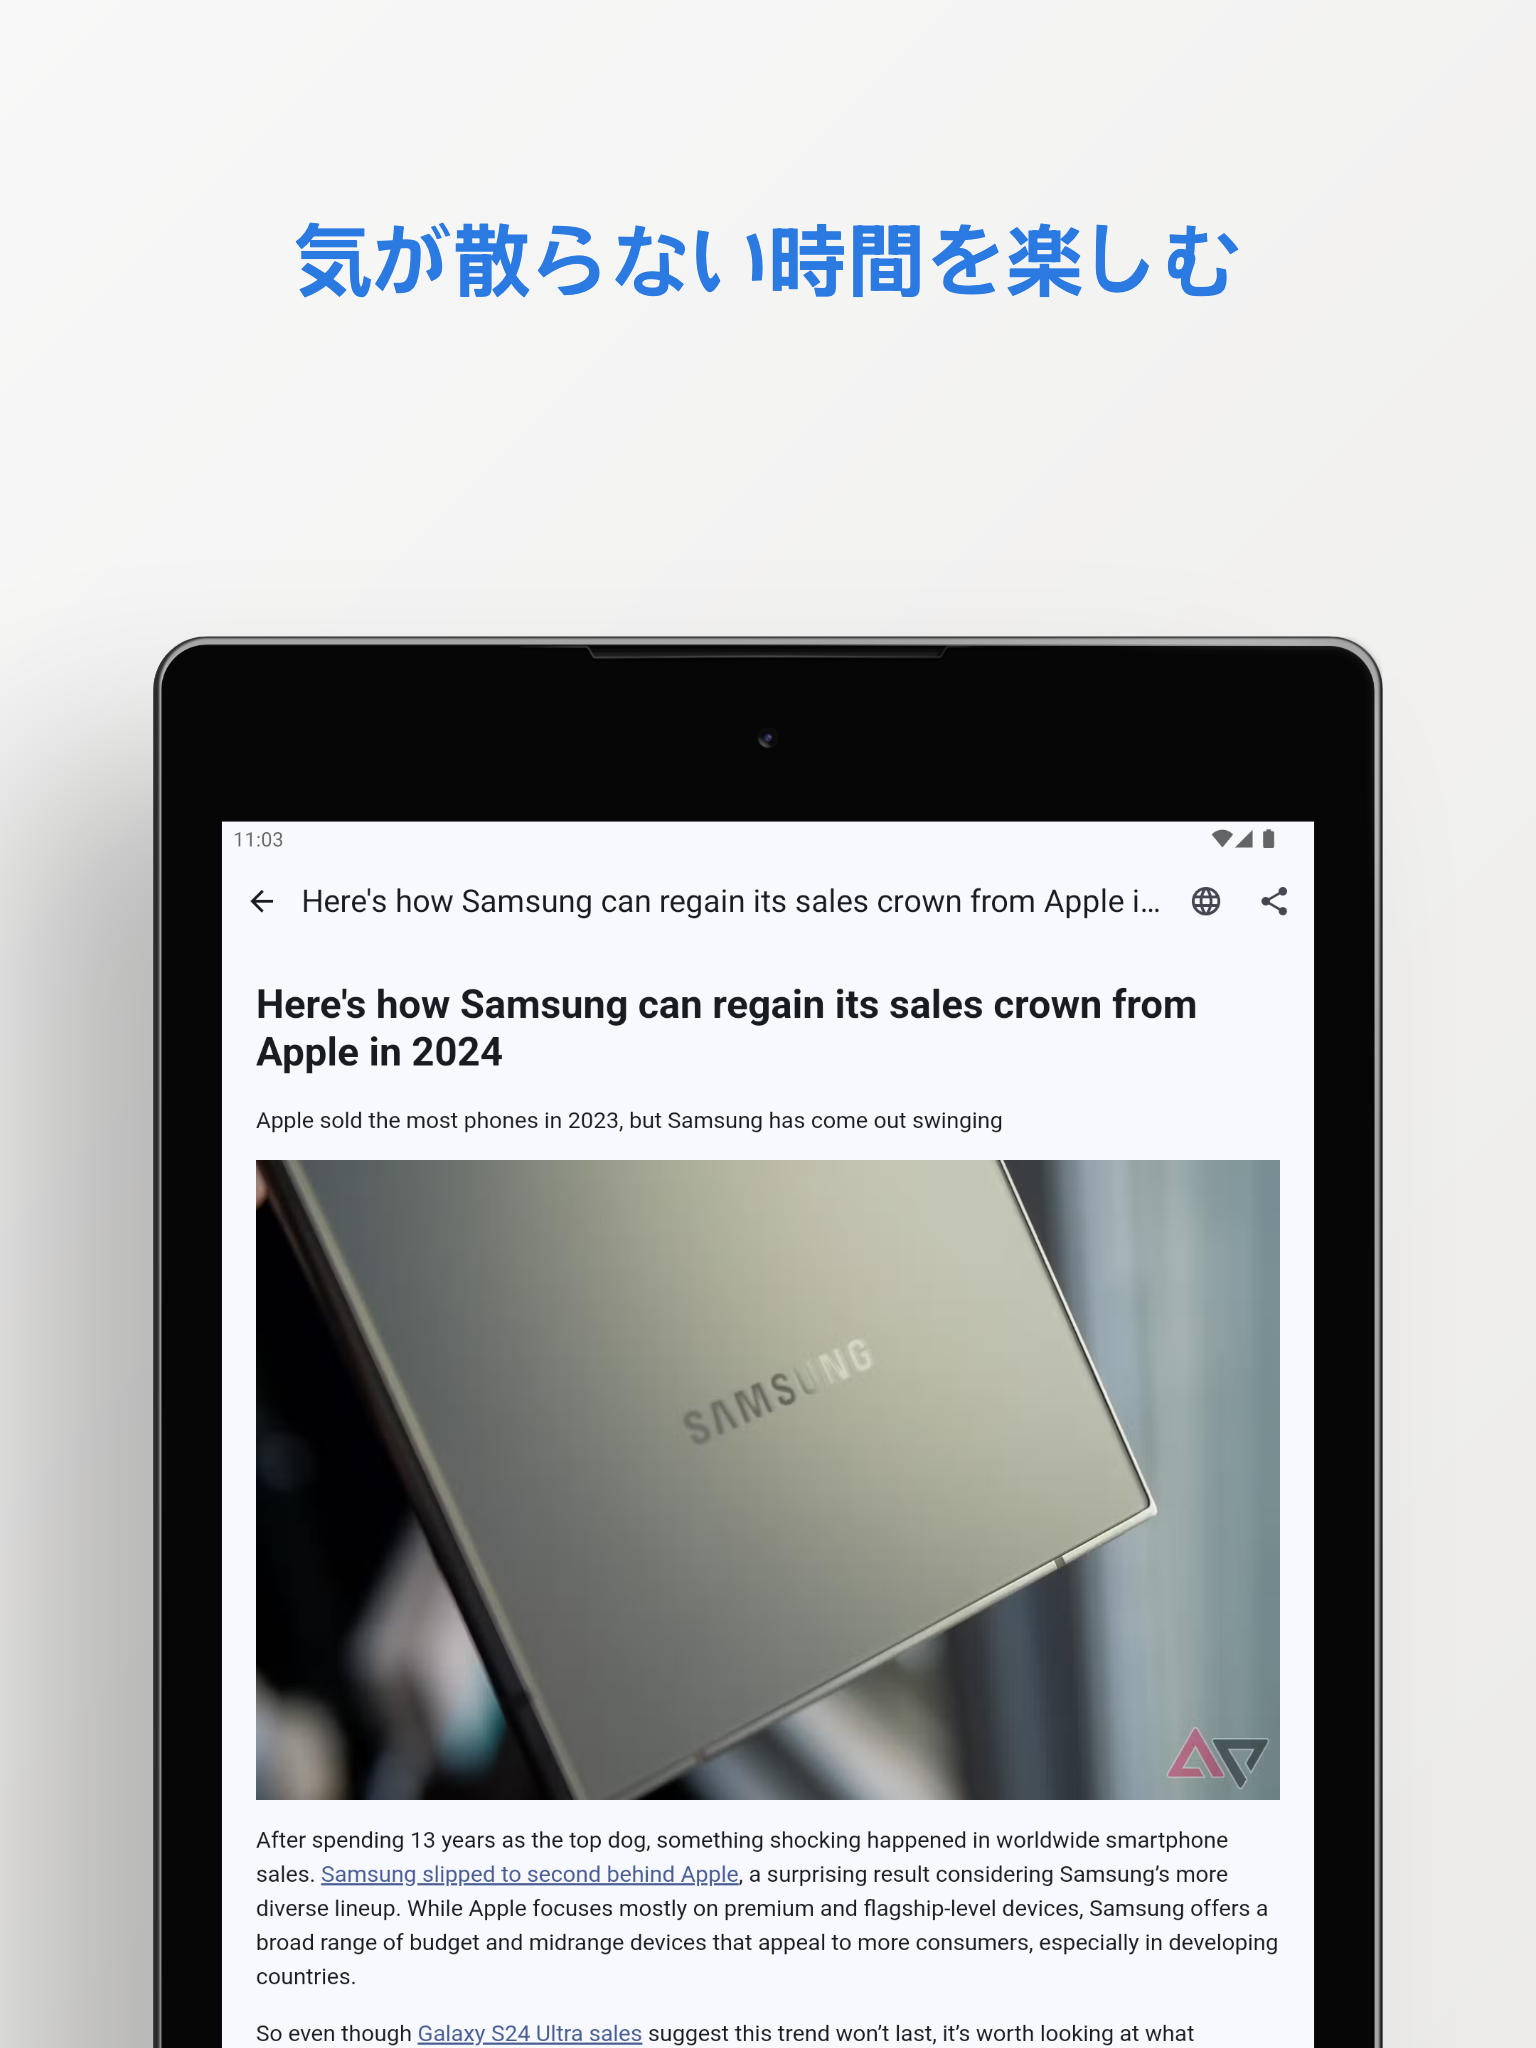 気が散らない時間を楽しむ
11:03
Here's how Samsung can regain its sales crown from Apple i...
Here's how Samsung can regain its sales crown from
Apple in 2024
Apple sold the most phones in 2023, but Samsung has come out swinging
SAMSUNG
After spending 13 years as the top dog, something shocking happened in worldwide smartphone
sales. Samsung slipped to second behind Apple, a surprising result considering Samsung’s more
diverse lineup. While Apple focuses mostly on premium and flagship-level devices, Samsung offers a
broad range of budget and midrange devices that appeal to more consumers, especially in developing
countries.
So even though Galaxy S24 Ultra sales suggest this trend won’t last, it’s worth looking at what